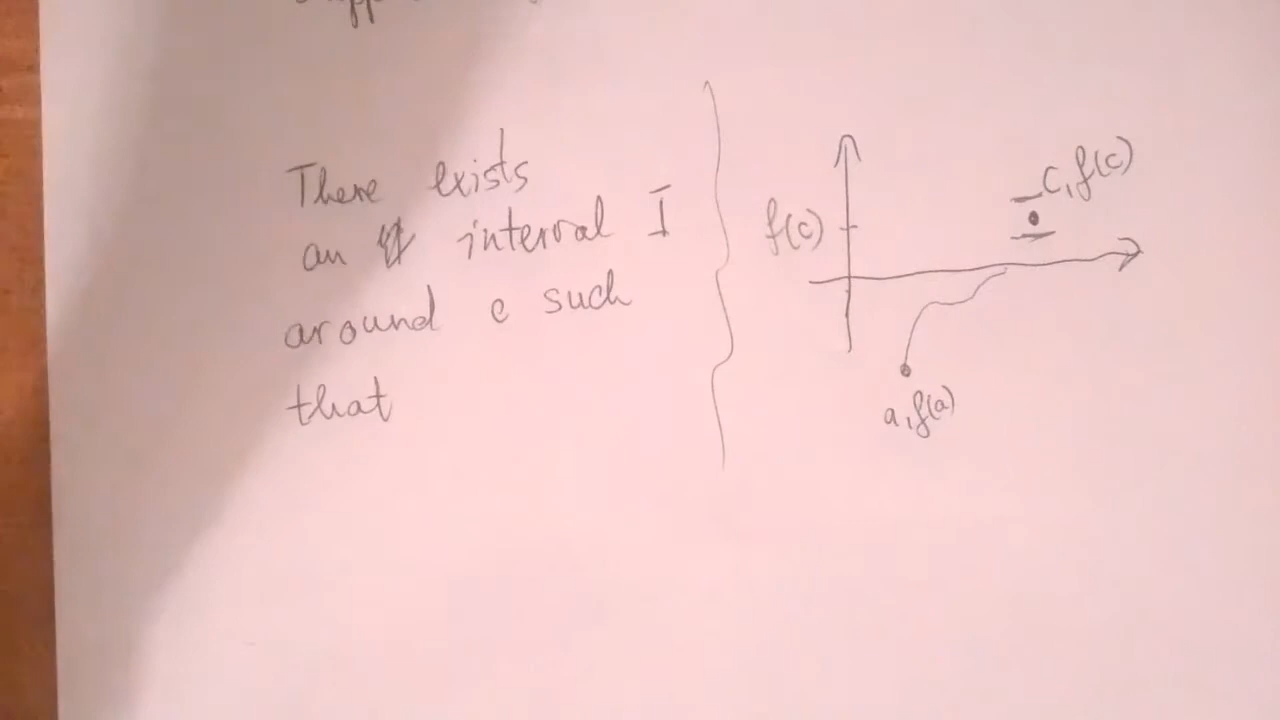 There exists
an interval I
around c such
that
f(c)
c, f(c)
a, f(a)